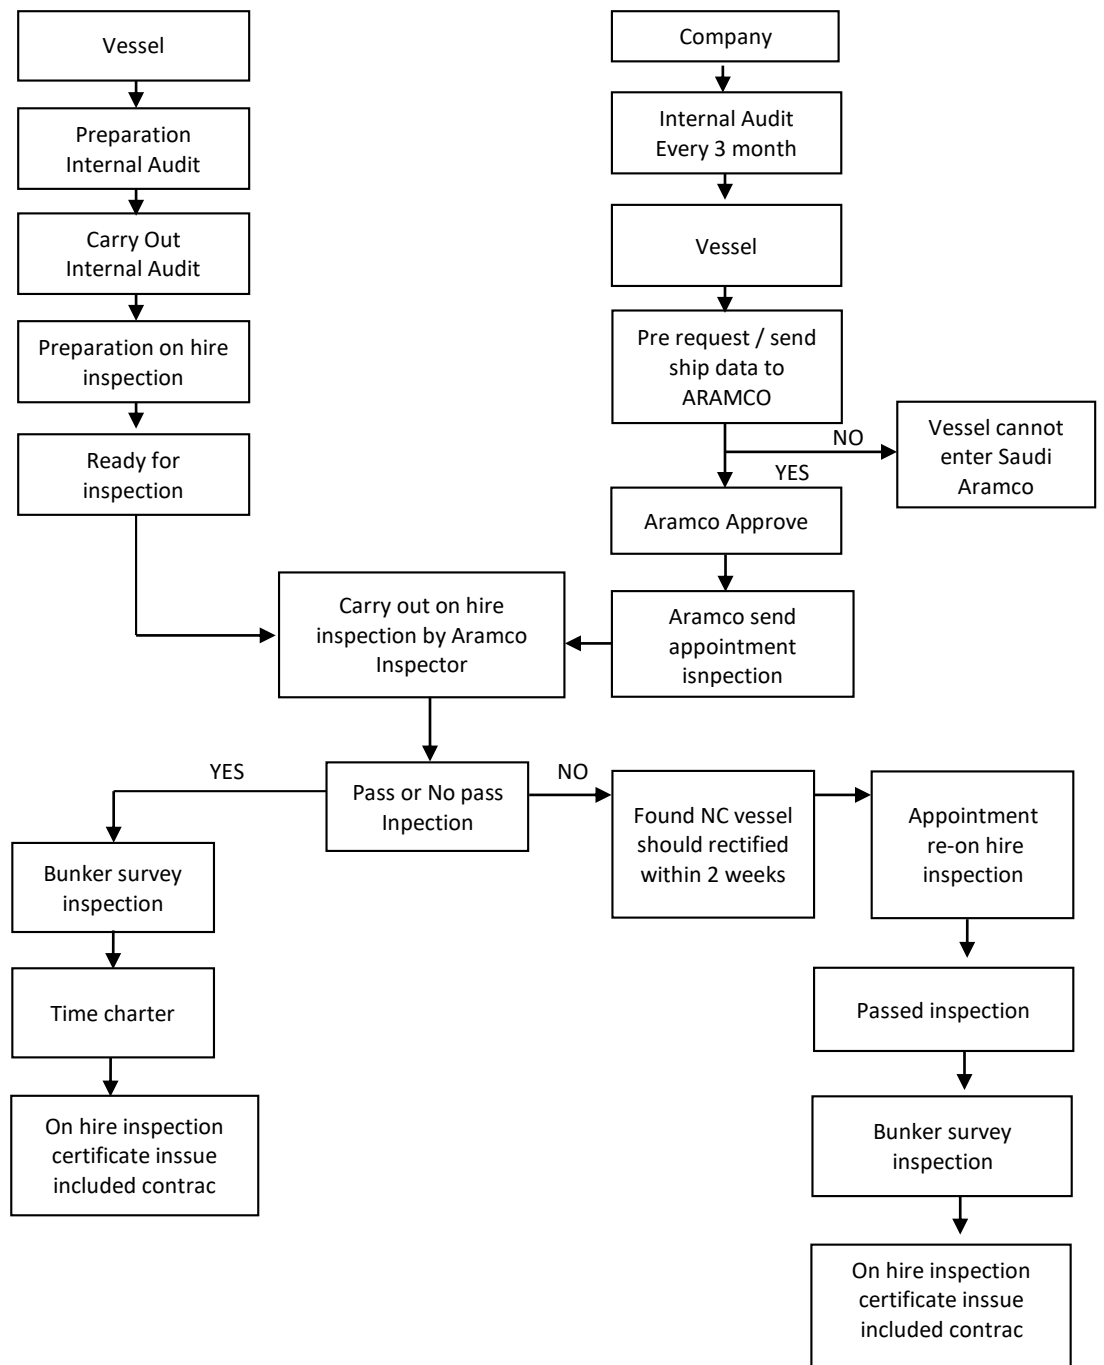 Vessel
Preparation
Internal Audit
Carry Out
Internal Audit
Preparation on hire
inspection
Ready for
inspection
Company
Internal Audit
Every 3 month
Vessel
Pre request / send
ship data to
ARAMCO
NO
Vessel cannot
enter Saudi
Aramco
YES
Aramco Approve
Aramco send
appointment
isnpection
Carry out on hire
inspection by Aramco
Inspector
Pass or No pass
Inpection
YES
Bunker survey
inspection
Time charter
On hire inspection
certificate inssue
included contrac
NO
Found NC vessel
should rectified
within 2 weeks
Appointment
re-on hire
inspection
Passed inspection
Bunker survey
inspection
On hire inspection
certificate inssue
included contrac